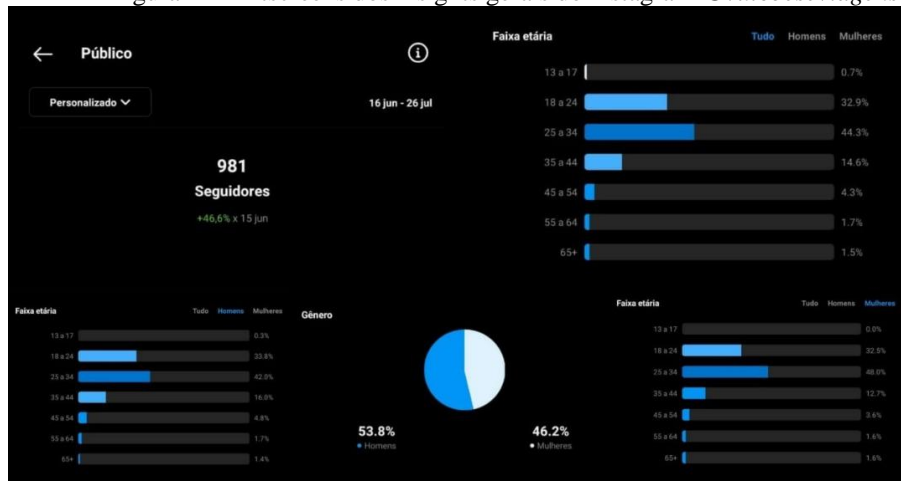 Público
Personalizado
16 jun - 26 jul
981
Seguidores
+46,6% x 15 jun
Faixa etária
Tudo Homens Mulheres
13 a 17 0.7%
18 a 24 32.9%
25 a 34 44.3%
35 a 44 14.6%
45 a 54 4.3%
55 a 64 1.7%
65+ 1.5%
Faixa etária
Tudo Homens Mulheres
13 a 17 0.3%
18 a 24 33.8%
25 a 34 42.0%
35 a 44 16.0%
45 a 54 4.8%
55 a 64 1.7%
65+ 1.4%
Gênero
53.8%
Homens
46.2%
Mulheres
Faixa etária
Tudo Homens Mulheres
13 a 17 0.0%
18 a 24 32.5%
25 a 34 48.0%
35 a 44 12.7%
45 a 54 3.6%
55 a 64 1.6%
65+ 1.6%